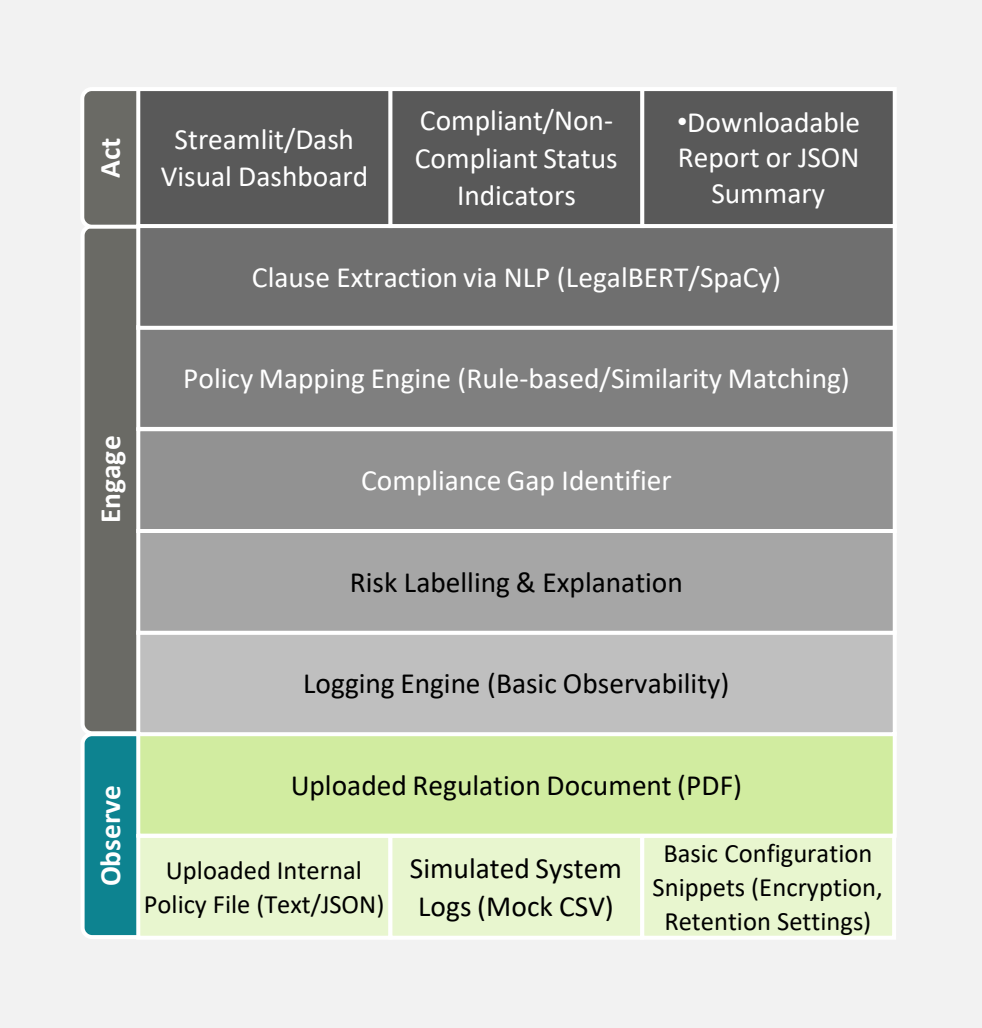 Act
Streamlit/Dash
Visual Dashboard
Compliant/Non-
Compliant Status
Indicators
•Downloadable
Report or JSON
Summary
Engage
Clause Extraction via NLP (LegalBERT/SpaCy)
Policy Mapping Engine (Rule-based/Similarity Matching)
Compliance Gap Identifier
Risk Labelling & Explanation
Logging Engine (Basic Observability)
Observe
Uploaded Regulation Document (PDF)
Uploaded Internal
Policy File (Text/JSON)
Simulated System
Logs (Mock CSV)
Basic Configuration
Snippets (Encryption,
Retention Settings)